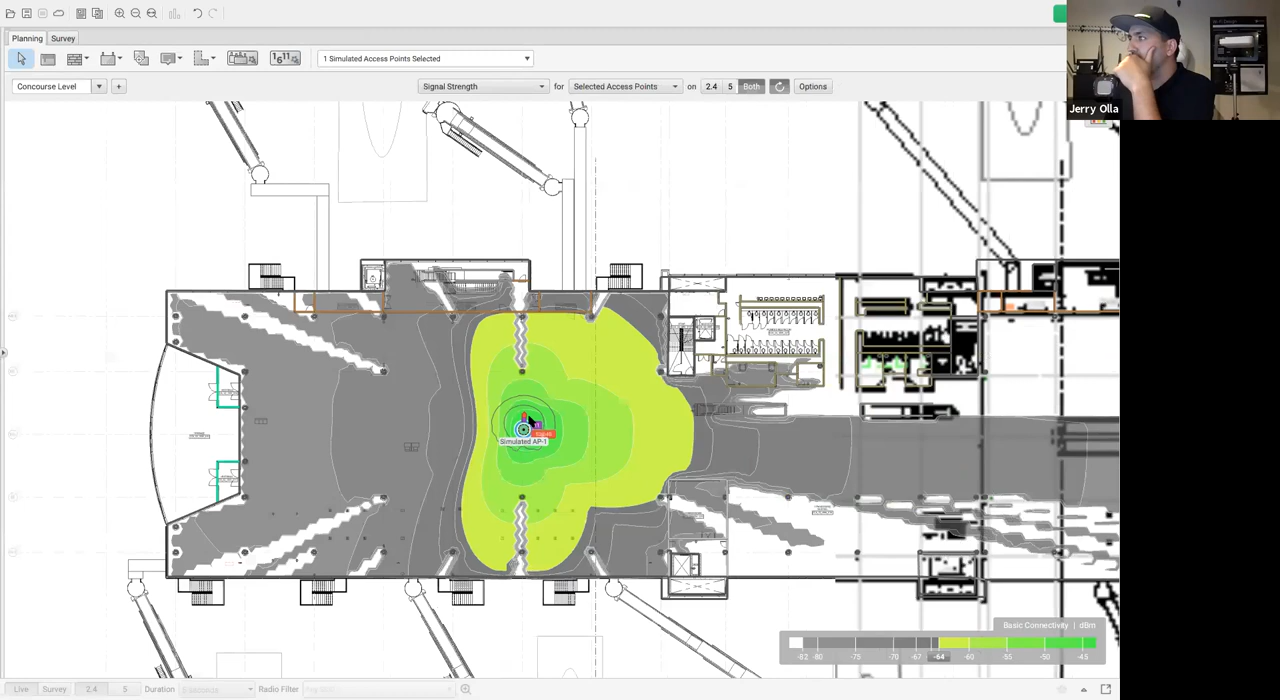 Planning
Survey
1 Simulated Access Points Selected
Concourse Level
+
Signal Strength
for
Selected Access Points
on
2.4
5
Both
Options
Jerry Olla
Simulated AP-1
Basic Connectivity | dBm
-82 -80 -75 -70 -67 -64 -60 -55 -50 -45
Live
Survey
2.4
5
Duration
Radio Filter